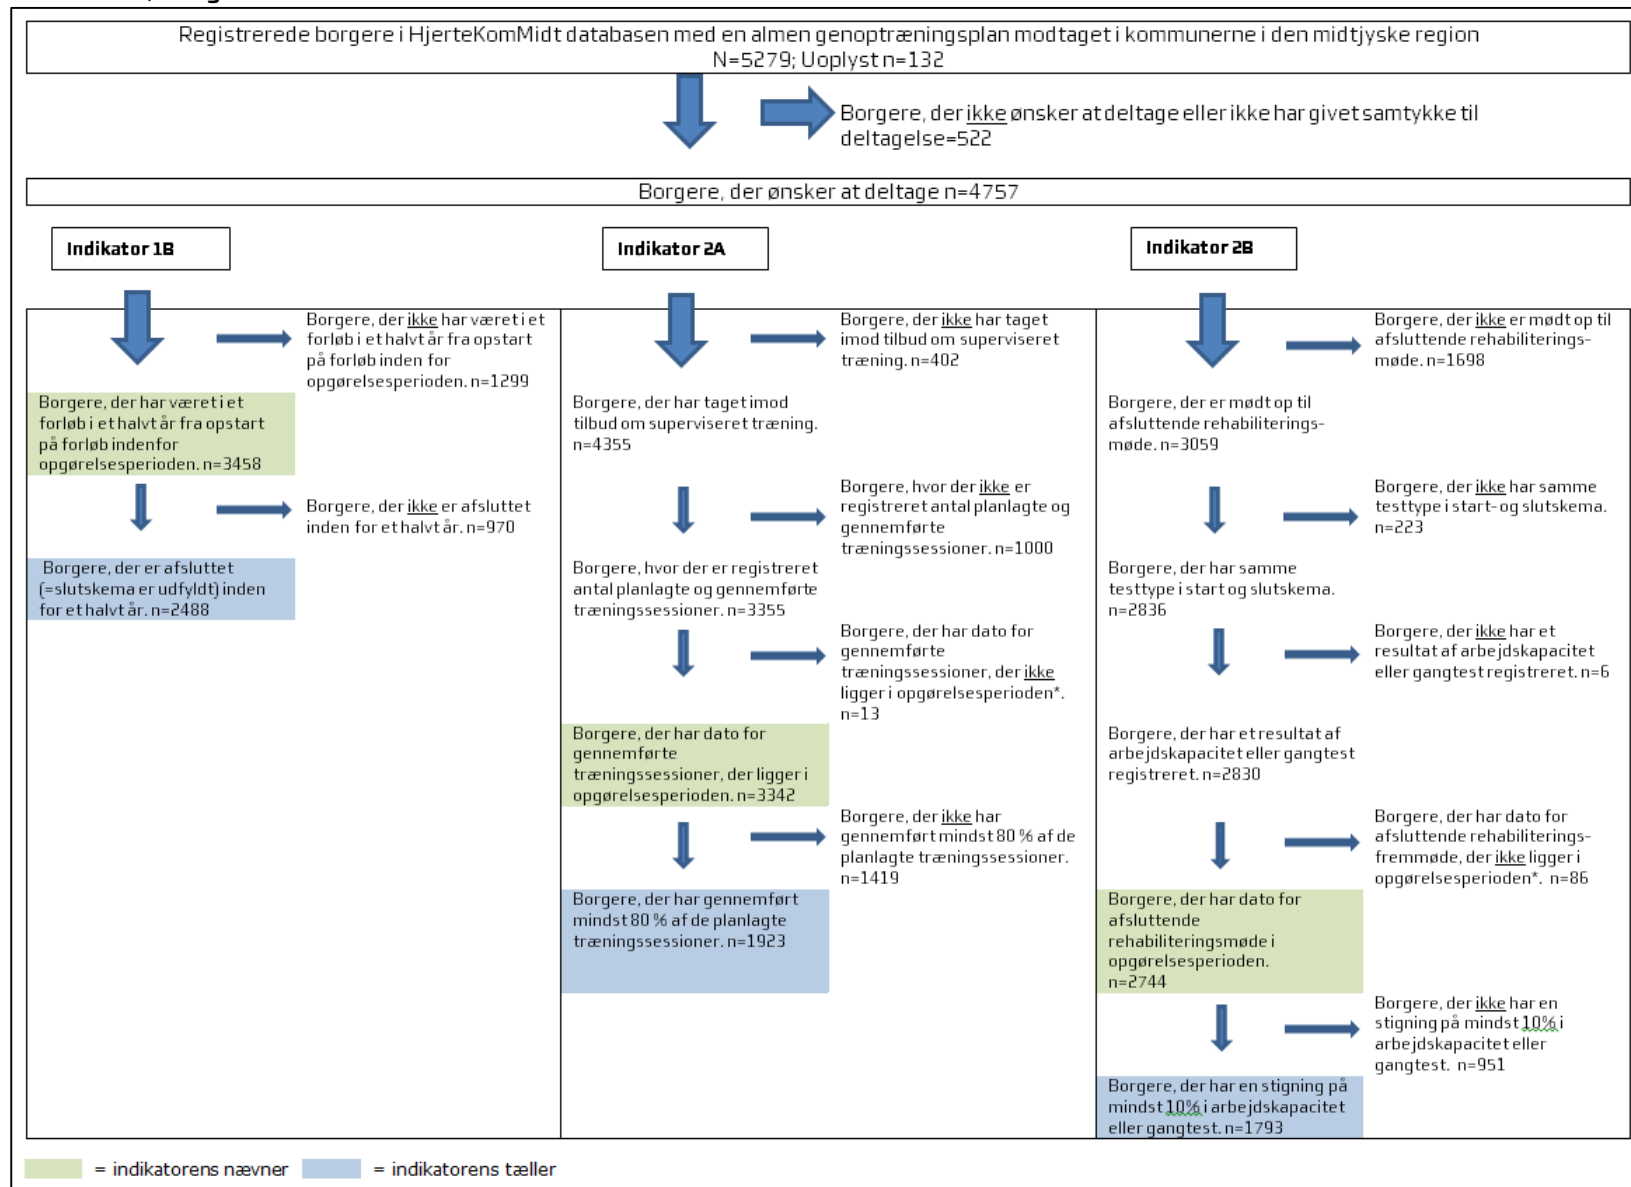 Registrerede borgere i HjerteKomMidt databasen med en almen genoptræningsplan modtaget i kommunerne i den midtjyske region
N=5279; Uoplyst n=132
Borgere, der ikke ønsker at deltage eller ikke har givet samtykke til
deltagelse=522
Borgere, der ønsker at deltage n=4757
Indikator 1B
Borgere, der ikke har været i et
forløb i et halvt år fra opstart
på forløb inden for
opgørelsesperioden. n=1299
Borgere, der har været i et
forløb i et halvt år fra opstart
på forløb indenfor
opgørelsesperioden. n=3458
Borgere, der ikke er afsluttet
inden for et halvt år. n=970
Borgere, der er afsluttet
(=slutskema er udfyldt) inden
for et halvt år. n=2488
Indikator 2A
Borgere, der ikke har taget
imod tilbud om superviseret
træning. n=402
Borgere, der har taget imod
tilbud om superviseret træning.
n=4355
Borgere, hvor der ikke er
registreret antal planlagte og
gennemførte
træningssessioner. n=1000
Borgere, hvor der er registreret
antal planlagte og gennemførte
træningssessioner. n=3355
Borgere, der har dato for
gennemførte
træningssessioner, der ikke
ligger i opgørelsesperioden*.
n=13
Borgere, der har dato for
gennemførte
træningssessioner, der ligger i
opgørelsesperioden. n=3342
Borgere, der ikke har
gennemført mindst 80 % af de
planlagte træningssessioner.
n=1419
Borgere, der har gennemført
mindst 80 % af de planlagte
træningssessioner. n=1923
Indikator 2B
Borgere, der ikke er mødt op til
afsluttende rehabiliterings-
møde. n=1698
Borgere, der er mødt op til
afsluttende rehabiliterings-
møde. n=3059
Borgere, der ikke har samme
testtype i start- og slutskema.
n=223
Borgere, der har samme
testtype i start og slutskema.
n=2836
Borgere, der ikke har et
resultat af arbejdskapacitet
eller gangtest registreret. n=6
Borgere, der har et resultat af
arbejdskapacitet eller gangtest
registreret. n=2830
Borgere, der har dato for
afsluttende rehabiliterings-
fremmøde, der ikke ligger i
opgørelsesperioden*. n=86
Borgere, der har dato for
afsluttende
rehabiliteringsmøde i
opgørelsesperioden.
n=2744
Borgere, der ikke har en
stigning på mindst 10% i
arbejdskapacitet eller
gangtest. n=951
Borgere, der har en stigning på
mindst 10% i arbejdskapacitet
eller gangtest. n=1793
= indikatorens nævner
= indikatorens tæller